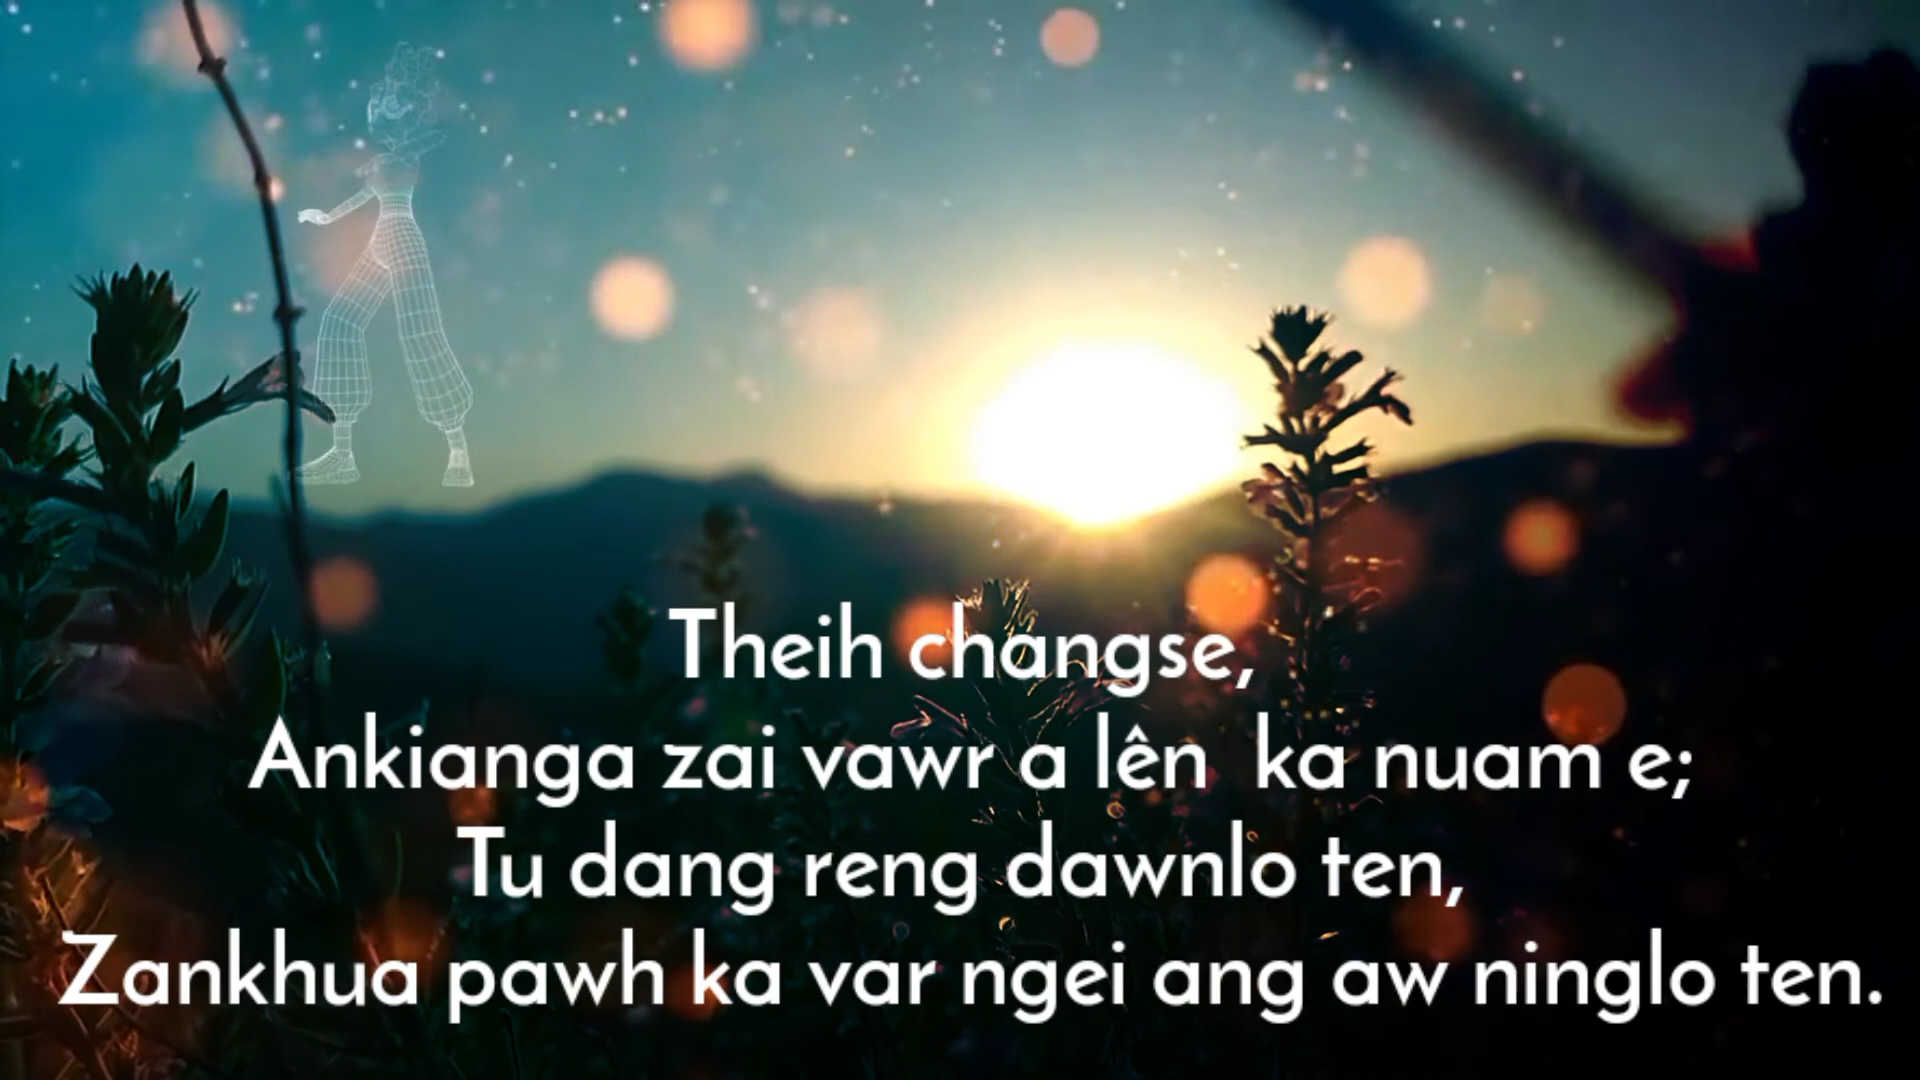 Theih changse,
Ankianga zai vawr a lên ka nuam e;
Tu dang reng dawnlo ten,
Zankhua pawh ka var ngei ang aw ninglo ten.